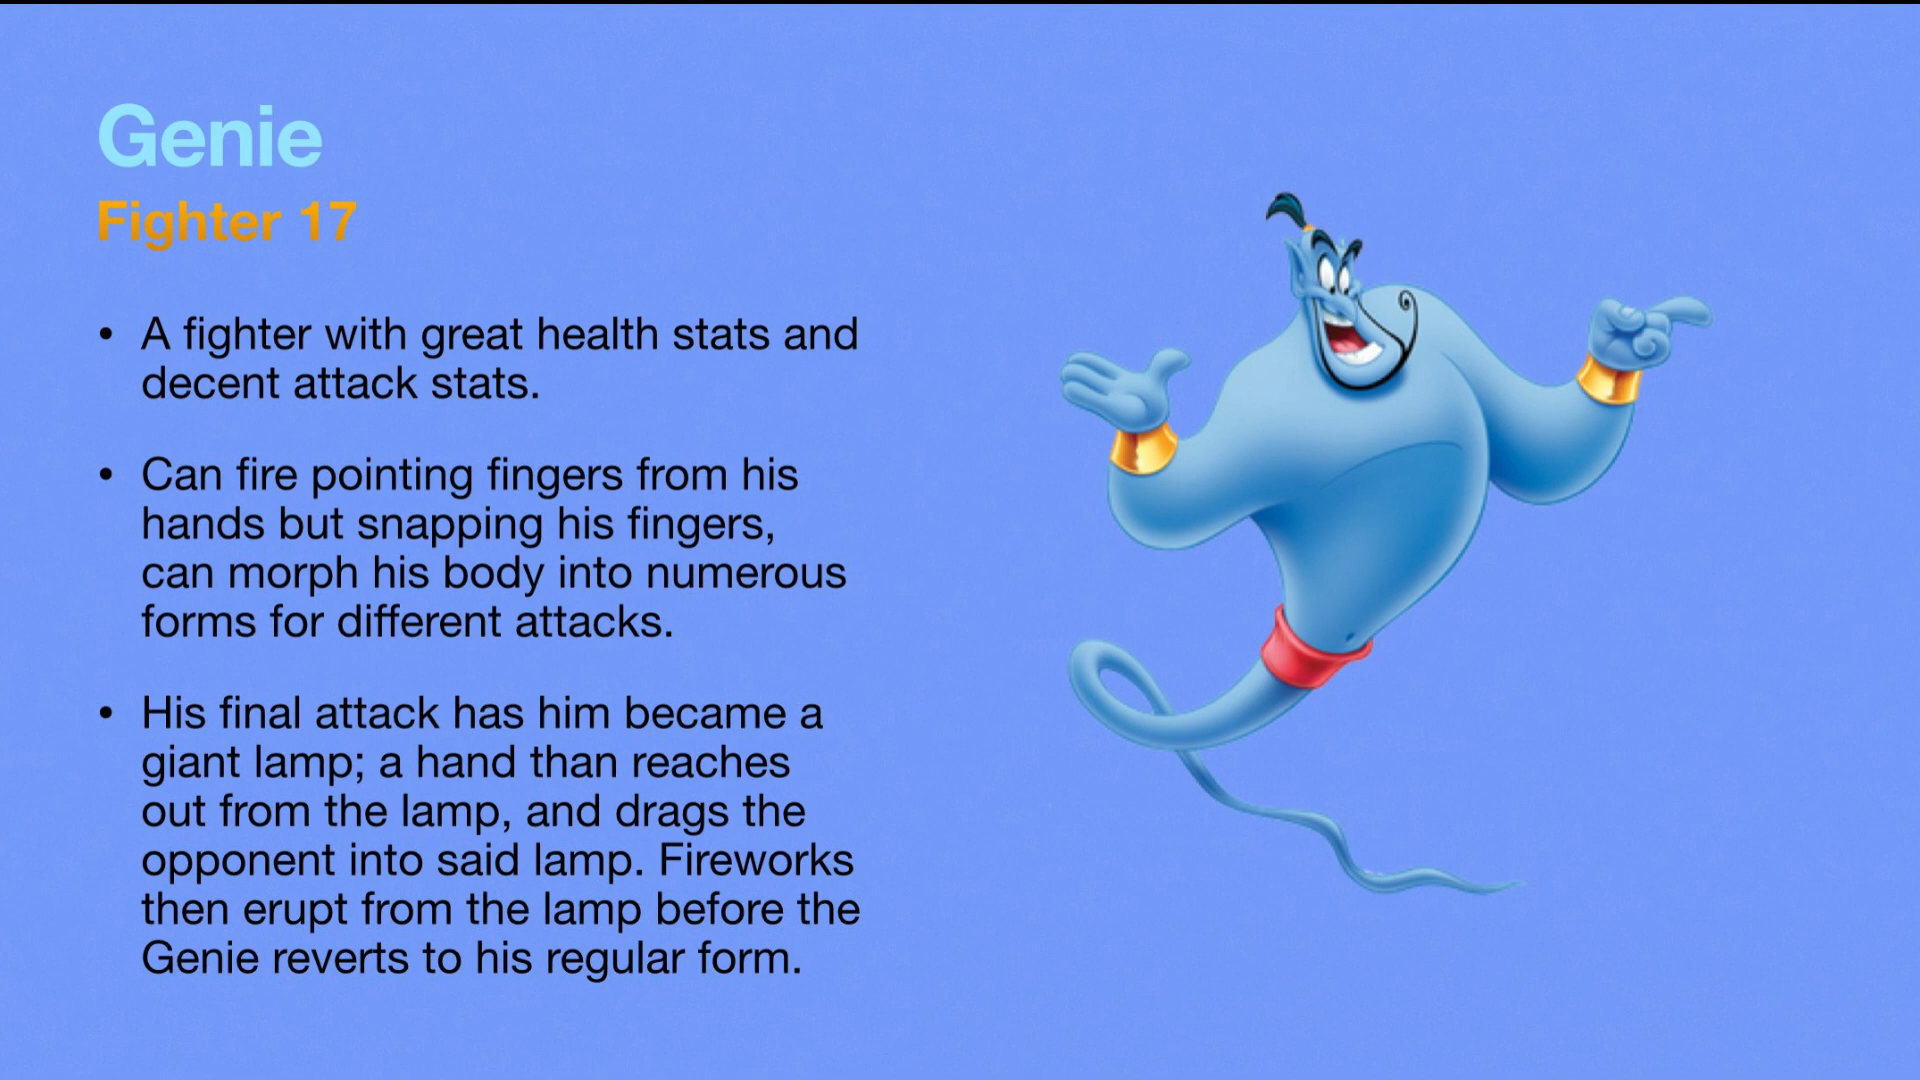 Genie
Fighter 17
• A fighter with great health stats and
decent attack stats.
• Can fire pointing fingers from his
hands but snapping his fingers,
can morph his body into numerous
forms for different attacks.
• His final attack has him became a
giant lamp; a hand than reaches
out from the lamp, and drags the
opponent into said lamp. Fireworks
then erupt from the lamp before the
Genie reverts to his regular form.